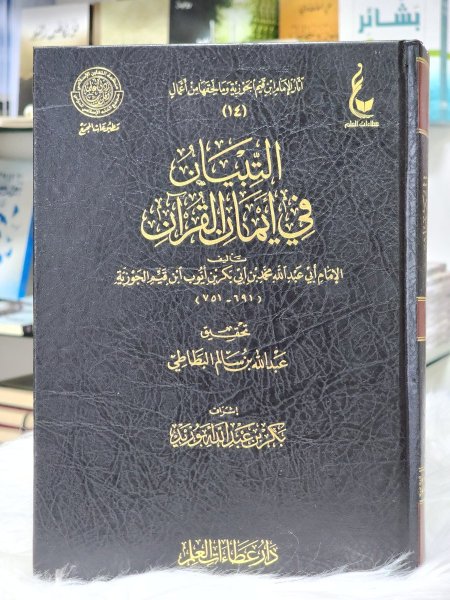 آثار الإمام ابن قيم الجوزية وما لحقها من أعمال
(١٤)
عطاءات العلم
مطبوعات المجمع
التبيان
في أيمان القرآن
تأليف
الإمام أبي عبد الله محمد بن أبي بكر بن أيوب ابن قيم الجوزية
(٦٩١ - ٧٥١)
تحقيق
عبد الله بن سالم البطاطي
إشراف
بكر بن عبد الله أبو زيد
دار عطاءات العلم
بشائر